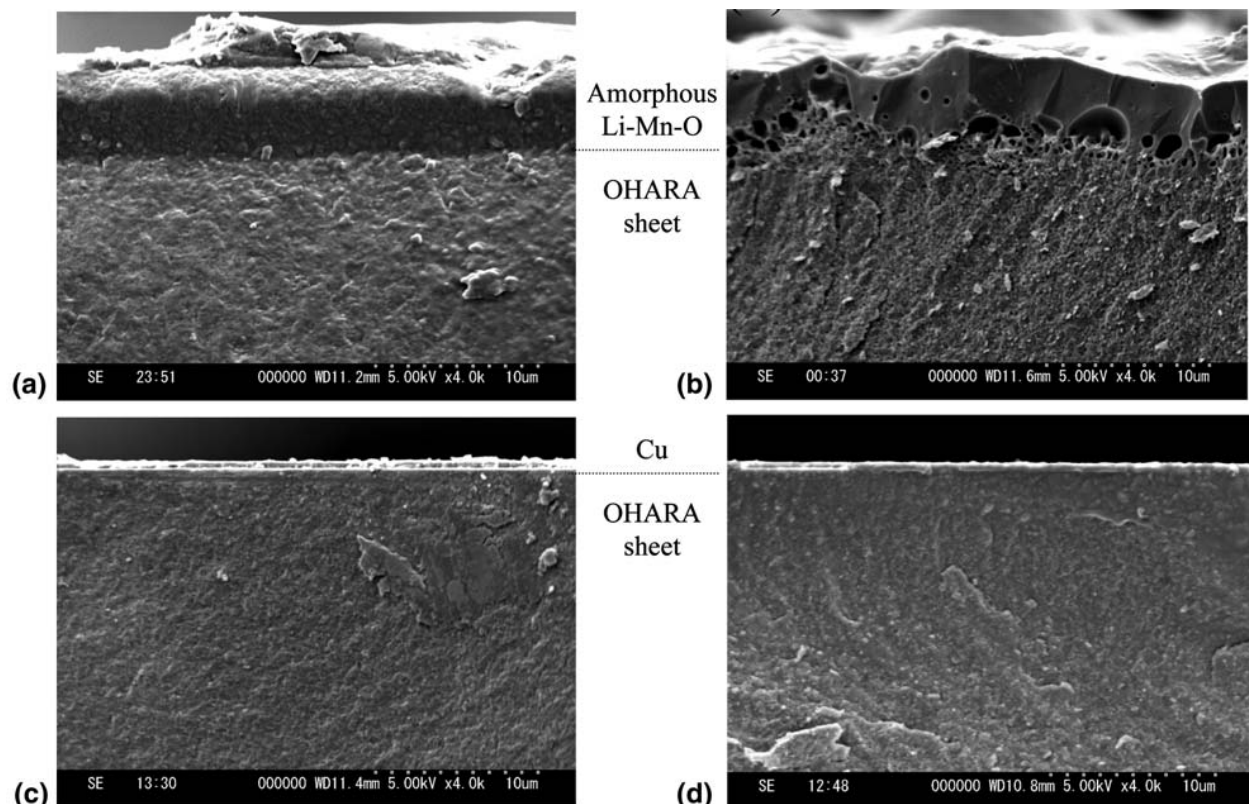 Amorphous
Li-Mn-O
OHARA
sheet
SE 23:51 000000 WD11.2mm 5.00kV x4.0k 10um
(a)
SE 00:37 000000 WD11.6mm 5.00kV x4.0k 10um
(b)
Cu
OHARA
sheet
SE 13:30 000000 WD11.4mm 5.00kV x4.0k 10um
(c)
SE 12:48 000000 WD10.8mm 5.00kV x4.0k 10um
(d)